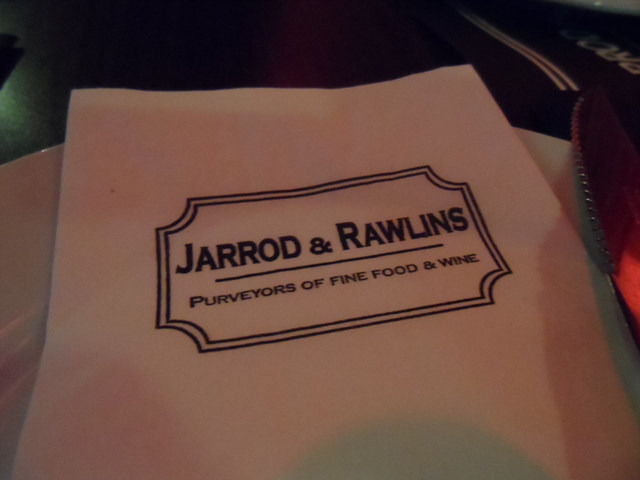 JARROD & RAWLINS
PURVEYORS OF FINE FOOD & WINE